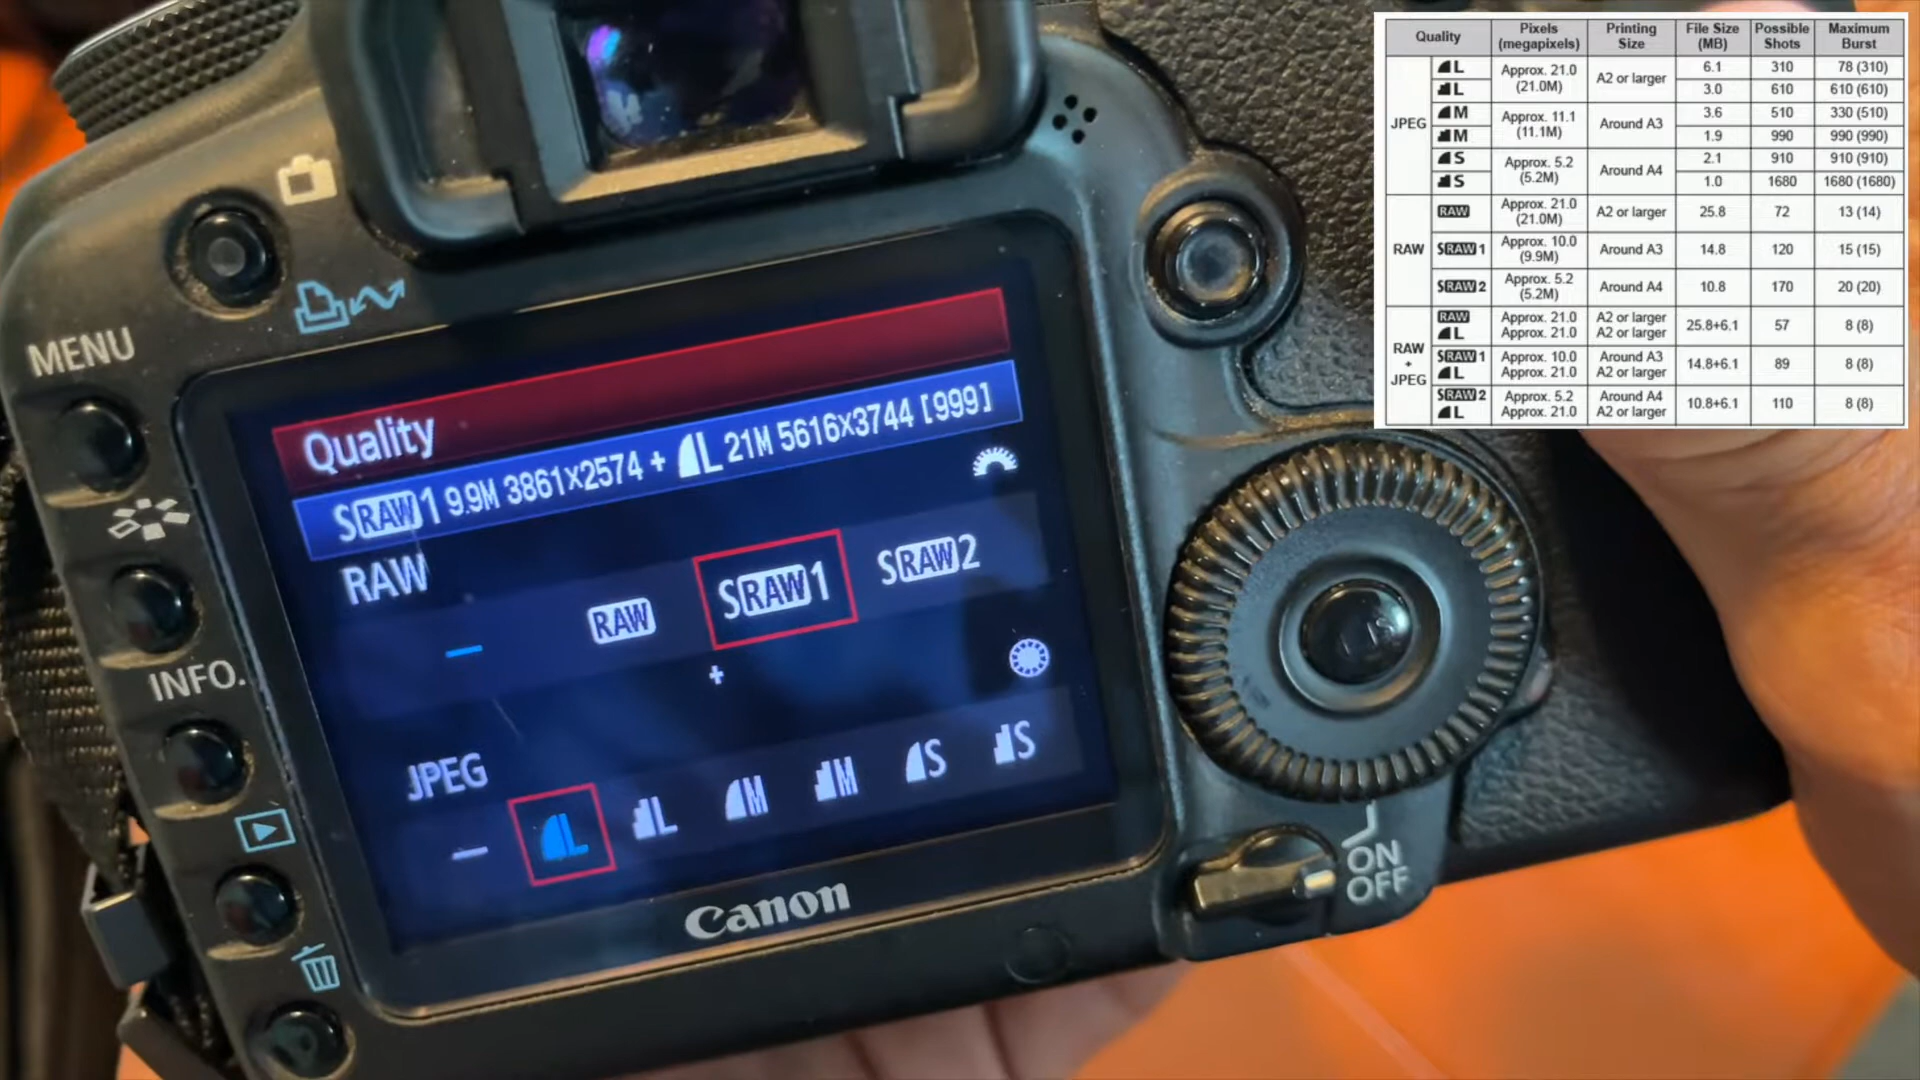 MENU
INFO.
Quality
SRAW1 9.9M 3861x2574 + L 21M 5616x3744 [999]
RAW
— RAW SRAW1 SRAW2
+
JPEG
— L L M M S S
Canon
ON
OFF
Quality Pixels (megapixels) Printing Size File Size (MB) Possible Shots Maximum Burst
JPEG
L Approx. 21.0 (21.0M) A2 or larger 6.1 310 78 (310)
L 3.0 610 610 (610)
M Approx. 11.1 (11.1M) Around A3 3.6 510 330 (510)
M 1.9 990 990 (990)
S Approx. 5.2 (5.2M) Around A4 2.1 910 910 (910)
S 1.0 1680 1680 (1680)
RAW
RAW Approx. 21.0 (21.0M) A2 or larger 25.8 72 13 (14)
SRAW1 Approx. 10.0 (9.9M) Around A3 14.8 120 15 (15)
SRAW2 Approx. 5.2 (5.2M) Around A4 10.8 170 20 (20)
RAW + JPEG
RAW Approx. 21.0 A2 or larger 25.8+6.1 57 8 (8)
L Approx. 21.0 A2 or larger
SRAW1 Approx. 10.0 Around A3 14.8+6.1 89 8 (8)
L Approx. 21.0 A2 or larger
SRAW2 Approx. 5.2 Around A4 10.8+6.1 110 8 (8)
L Approx. 21.0 A2 or larger